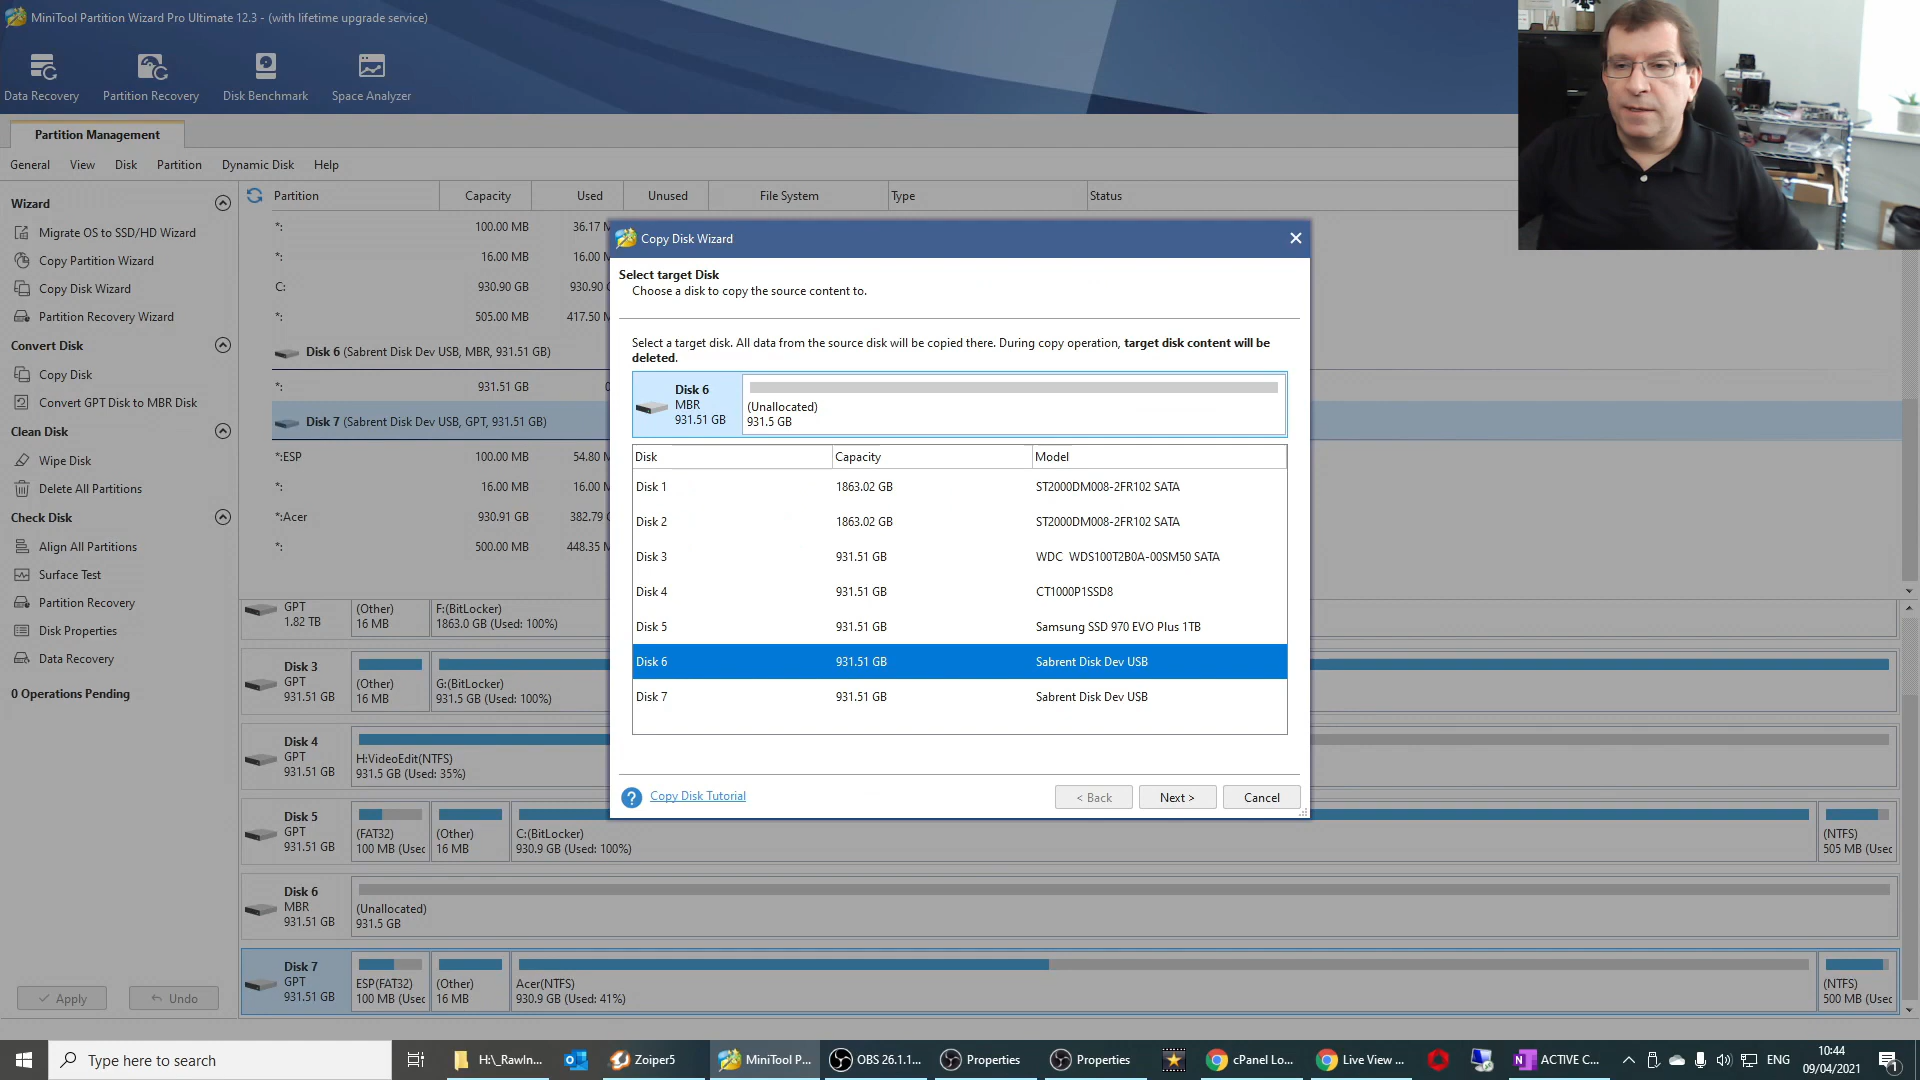 MiniTool Partition Wizard Pro Ultimate 12.3 - (with lifetime upgrade service)
Data Recovery
Partition Recovery
Disk Benchmark
Space Analyzer
Partition Management
General View Disk Partition Dynamic Disk Help
Wizard
Migrate OS to SSD/HD Wizard
Copy Partition Wizard
Copy Disk Wizard
Partition Recovery Wizard
Convert Disk
Copy Disk
Convert GPT Disk to MBR Disk
Clean Disk
Wipe Disk
Delete All Partitions
Check Disk
Align All Partitions
Surface Test
Partition Recovery
Disk Properties
Data Recovery
0 Operations Pending
Apply
Undo
Partition Capacity Used Unused File System Type Status
*: 100.00 MB 36.17 M
*: 16.00 MB 16.00 M
C: 930.90 GB 930.90
*: 505.00 MB 417.50
Disk 6 (Sabrent Disk Dev USB, MBR, 931.51 GB)
*: 931.51 GB
Disk 7 (Sabrent Disk Dev USB, GPT, 931.51 GB)
*:ESP 100.00 MB 54.80 M
*: 16.00 MB 16.00 M
*:Acer 930.91 GB 382.79
*: 500.00 MB 448.35
Copy Disk Wizard
Select target Disk
Choose a disk to copy the source content to.
Select a target disk. All data from the source disk will be copied there. During copy operation, target disk content will be
deleted.
Disk 6
MBR
931.51 GB
(Unallocated)
931.5 GB
Disk Capacity Model
Disk 1 1863.02 GB ST2000DM008-2FR102 SATA
Disk 2 1863.02 GB ST2000DM008-2FR102 SATA
Disk 3 931.51 GB WDC WDS100T2B0A-00SM50 SATA
Disk 4 931.51 GB CT1000P1SSD8
Disk 5 931.51 GB Samsung SSD 970 EVO Plus 1TB
Disk 6 931.51 GB Sabrent Disk Dev USB
Disk 7 931.51 GB Sabrent Disk Dev USB
? Copy Disk Tutorial
< Back
Next >
Cancel
GPT
1.82 TB
(Other)
16 MB
F:(BitLocker)
1863.0 GB (Used: 100%)
Disk 3
GPT
931.51 GB
(Other)
16 MB
G:(BitLocker)
931.5 GB (Used: 100%)
Disk 4
GPT
931.51 GB
H:VideoEdit(NTFS)
931.5 GB (Used: 35%)
Disk 5
GPT
931.51 GB
(FAT32)
100 MB (Usec
(Other)
16 MB
C:(BitLocker)
930.9 GB (Used: 100%)
(NTFS)
505 MB (Usec
Disk 6
MBR
931.51 GB
(Unallocated)
931.5 GB
Disk 7
GPT
931.51 GB
ESP(FAT32)
100 MB (Usec
(Other)
16 MB
Acer(NTFS)
930.9 GB (Used: 41%)
(NTFS)
500 MB (Usec
Type here to search
H:\_RawIn...
Zoiper5
MiniTool P...
OBS 26.1.1...
Properties
Properties
cPanel Lo...
Live View ...
ACTIVE C...
ENG
10:44
09/04/2021
1